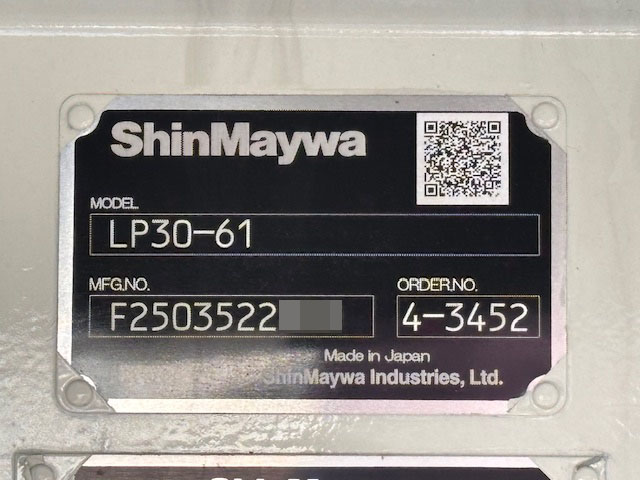 ShinMaywa
MODEL
LP30-61
MFG.NO. ORDER.NO.
F2503522 4-3452
Made in Japan
ShinMaywa Industries, Ltd.